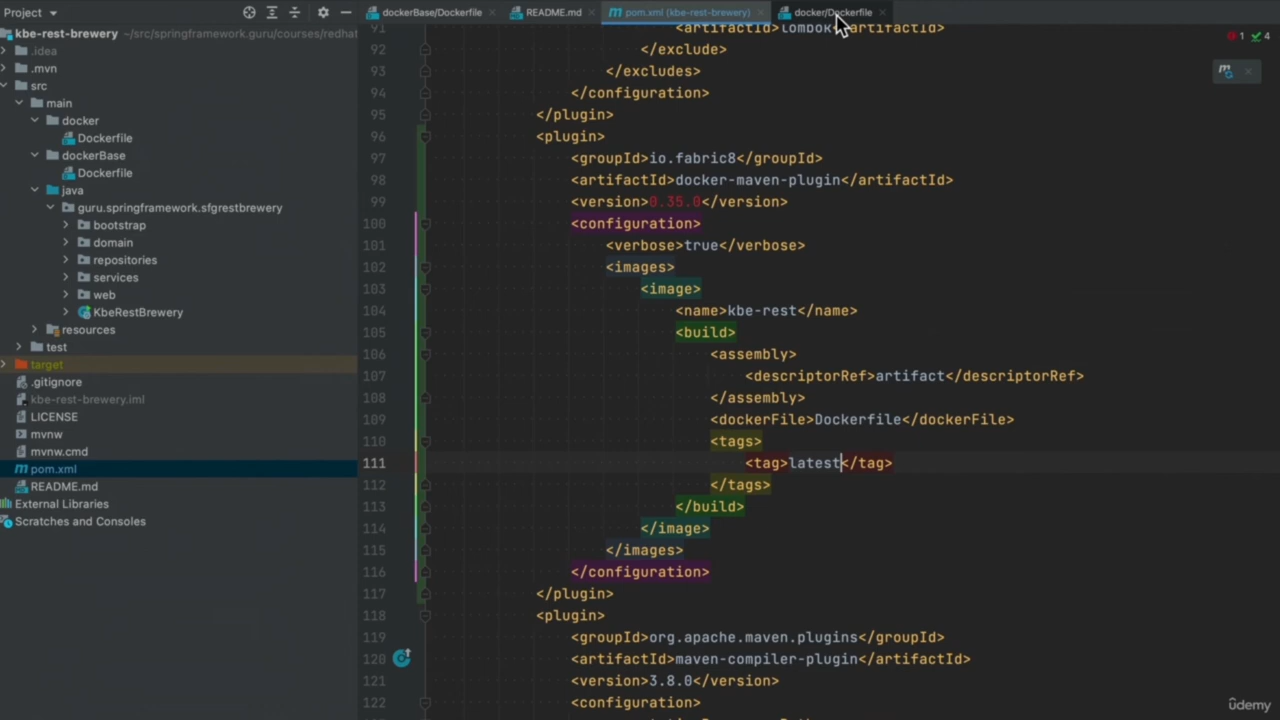 Project
dockerBase/Dockerfile
README.md
pom.xml (kbe-rest-brewery)
docker/Dockerfile
kbe-rest-brewery ~/src/springframework.guru/courses/redhat
.idea
.mvn
src
main
docker
Dockerfile
dockerBase
Dockerfile
java
guru.springframework.sfgrestbrewery
bootstrap
domain
repositories
services
web
KbeRestBrewery
resources
test
target
.gitignore
kbe-rest-brewery.iml
LICENSE
mvnw
mvnw.cmd
pom.xml
README.md
External Libraries
Scratches and Consoles
1 4
91 <artifactId>lombok</artifactId>
92 </exclude>
93 </excludes>
94 </configuration>
95 </plugin>
96 <plugin>
97 <groupId>io.fabric8</groupId>
98 <artifactId>docker-maven-plugin</artifactId>
99 <version>0.35.0</version>
100 <configuration>
101 <verbose>true</verbose>
102 <images>
103 <image>
104 <name>kbe-rest</name>
105 <build>
106 <assembly>
107 <descriptorRef>artifact</descriptorRef>
108 </assembly>
109 <dockerFile>Dockerfile</dockerFile>
110 <tags>
111 <tag>latest</tag>
112 </tags>
113 </build>
114 </image>
115 </images>
116 </configuration>
117 </plugin>
118 <plugin>
119 <groupId>org.apache.maven.plugins</groupId>
120 <artifactId>maven-compiler-plugin</artifactId>
121 <version>3.8.0</version>
122 <configuration>
ûdemy